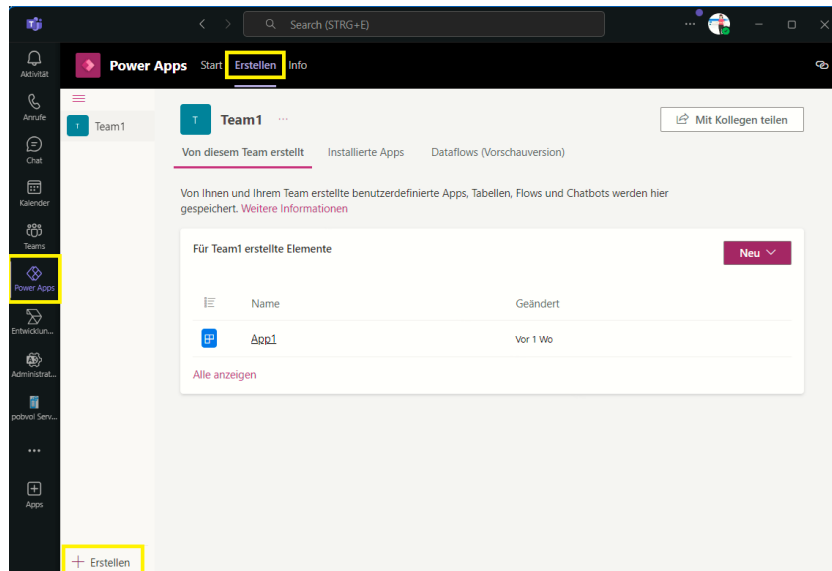 Search (STRG+E)
Aktivität
Anrufe
Chat
Kalender
Teams
Power Apps
Entwicklun...
Administrat...
pobvol Serv...
Apps
Power Apps Start Erstellen Info
T Team1
+ Erstellen
T Team1 ...
Mit Kollegen teilen
Von diesem Team erstellt Installierte Apps Dataflows (Vorschauversion)
Von Ihnen und Ihrem Team erstellte benutzerdefinierte Apps, Tabellen, Flows und Chatbots werden hier
gespeichert. Weitere Informationen
Für Team1 erstellte Elemente
Neu
Name Geändert
App1 Vor 1 Wo
Alle anzeigen